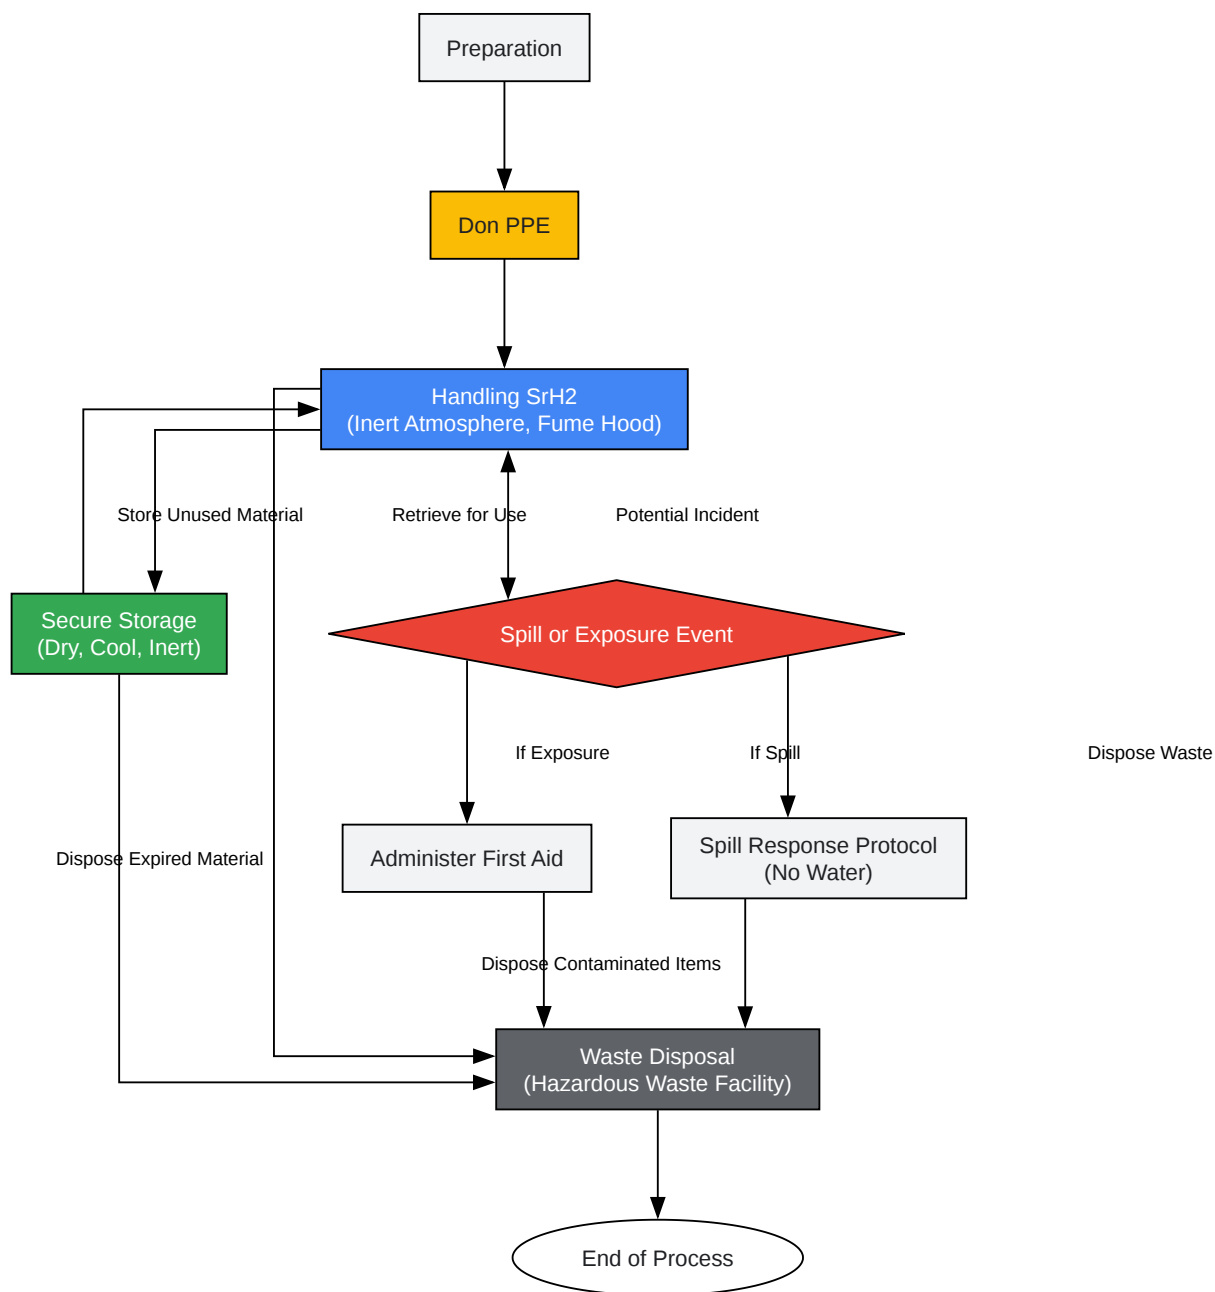 Preparation
Don PPE
Handling SrH2
(Inert Atmosphere, Fume Hood)
Store Unused Material
Retrieve for Use
Potential Incident
Secure Storage
(Dry, Cool, Inert)
Spill or Exposure Event
If Exposure
If Spill
Dispose Waste
Dispose Expired Material
Administer First Aid
Spill Response Protocol
(No Water)
Dispose Contaminated Items
Waste Disposal
(Hazardous Waste Facility)
End of Process